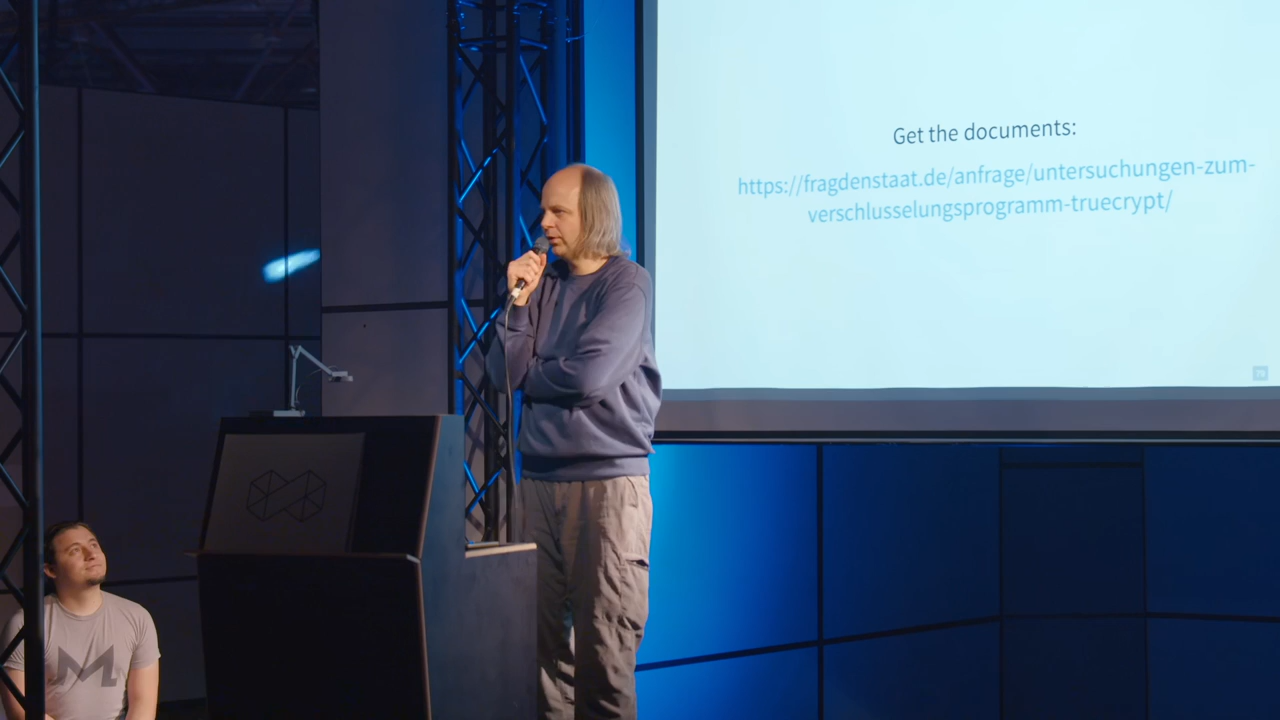 Get the documents:
https://fragdenstaat.de/anfrage/untersuchungen-zum-
verschlusselungsprogramm-truecrypt/
M